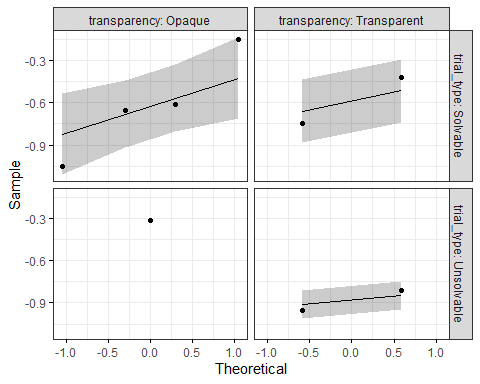 transparency: Opaque
transparency: Transparent
-0.3
-0.6
-0.9
trial_type: Solvable
Sample
-0.3
-0.6
-0.9
trial_type: Unsolvable
-1.0 -0.5 0.0 0.5 1.0
-1.0 -0.5 0.0 0.5 1.0
Theoretical